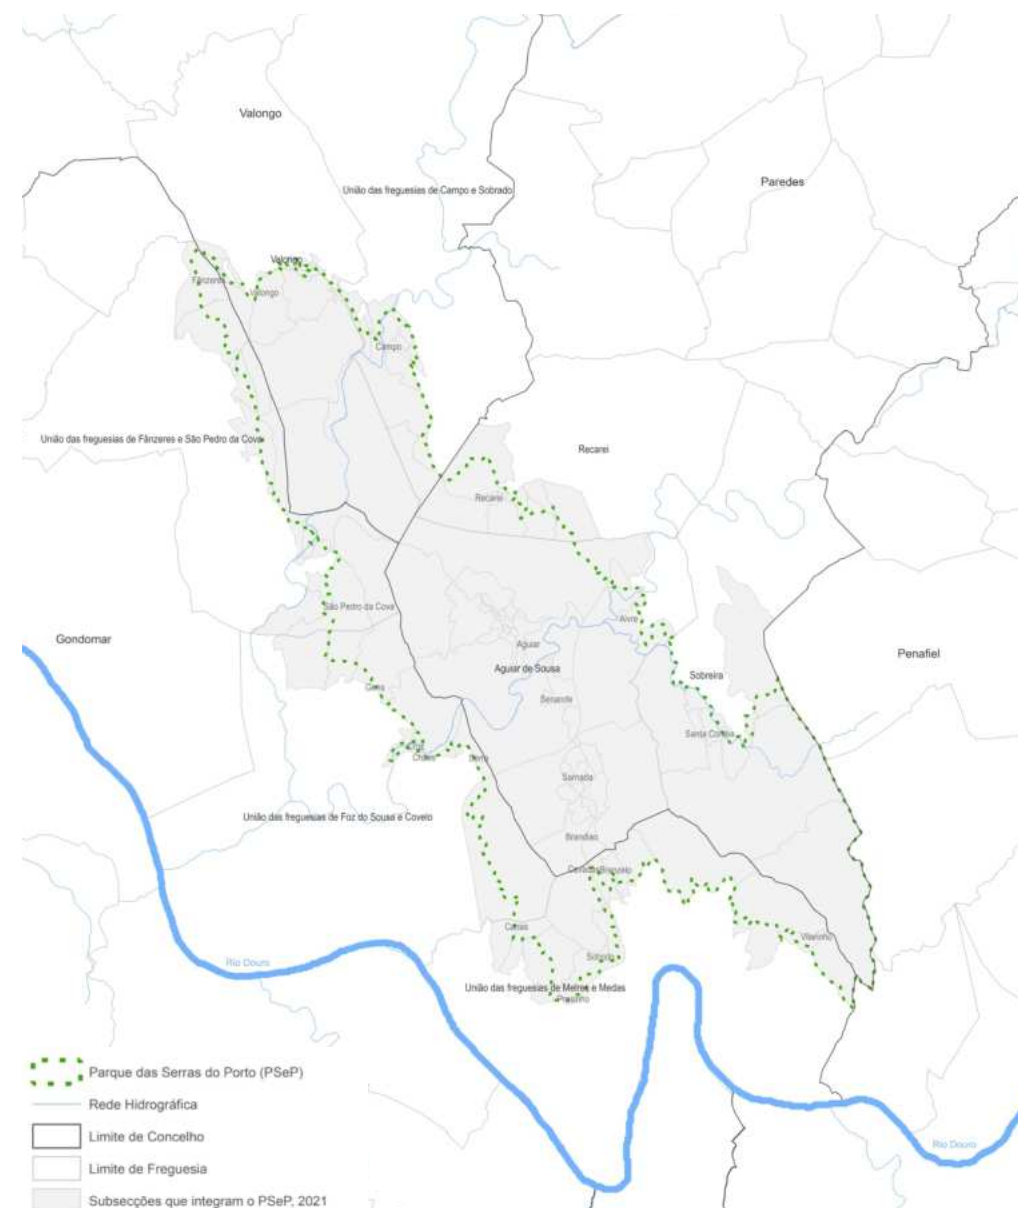 Valongo
Paredes
União das freguesias de Campo e Sobrado
Valongo
Fânzeres
Valongo
Campo
União das freguesias de Fânzeres e São Pedro da Cova
Recarei
Recarei
São Pedro da Cova
Alvre
Gondomar
Aguiar
Aguiar de Sousa
Penafiel
Sobreira
Senande
Santa Comba
Sarnada
União das freguesias de Foz do Sousa e Covelo
Brandião
Vilarinho
Rio Douro
União das freguesias de Melres e Medas
Rio Douro
Parque das Serras do Porto (PSeP)
Rede Hidrográfica
Limite de Concelho
Limite de Freguesia
Subsecções que integram o PSeP, 2021